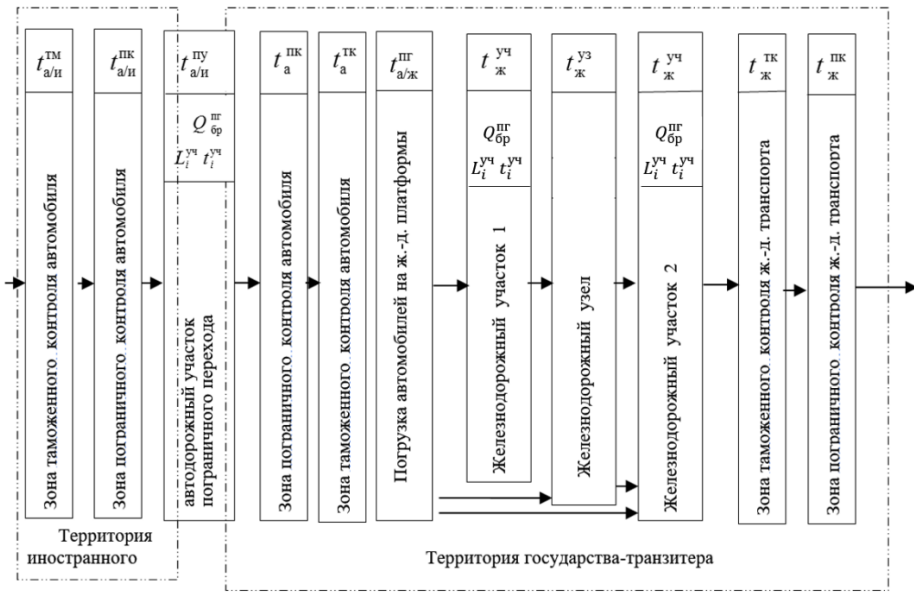 t а/и тм
t а/и пк
t а/и пу
t а пк
t а тк
t а/ж пг
t ж уч
t ж уз
t ж уч
t ж тк
t ж пк
Q бр пг
L i уч t i уч
Q бр пг
L i уч t i уч
Q бр пг
L i уч t i уч
Зона таможенного контроля автомобиля
Зона пограничного контроля автомобиля
автодорожный участок
пограничного перехода
Зона пограничного контроля автомобиля
Зона таможенного контроля автомобиля
Погрузка автомобилей на ж.-д. платформы
Железнодорожный участок 1
Железнодорожный узел
Железнодорожный участок 2
Зона таможенного контроля ж.-д. транспорта
Зона пограничного контроля ж.-д. транспорта
Территория
иностранного
Территория государства-транзитера